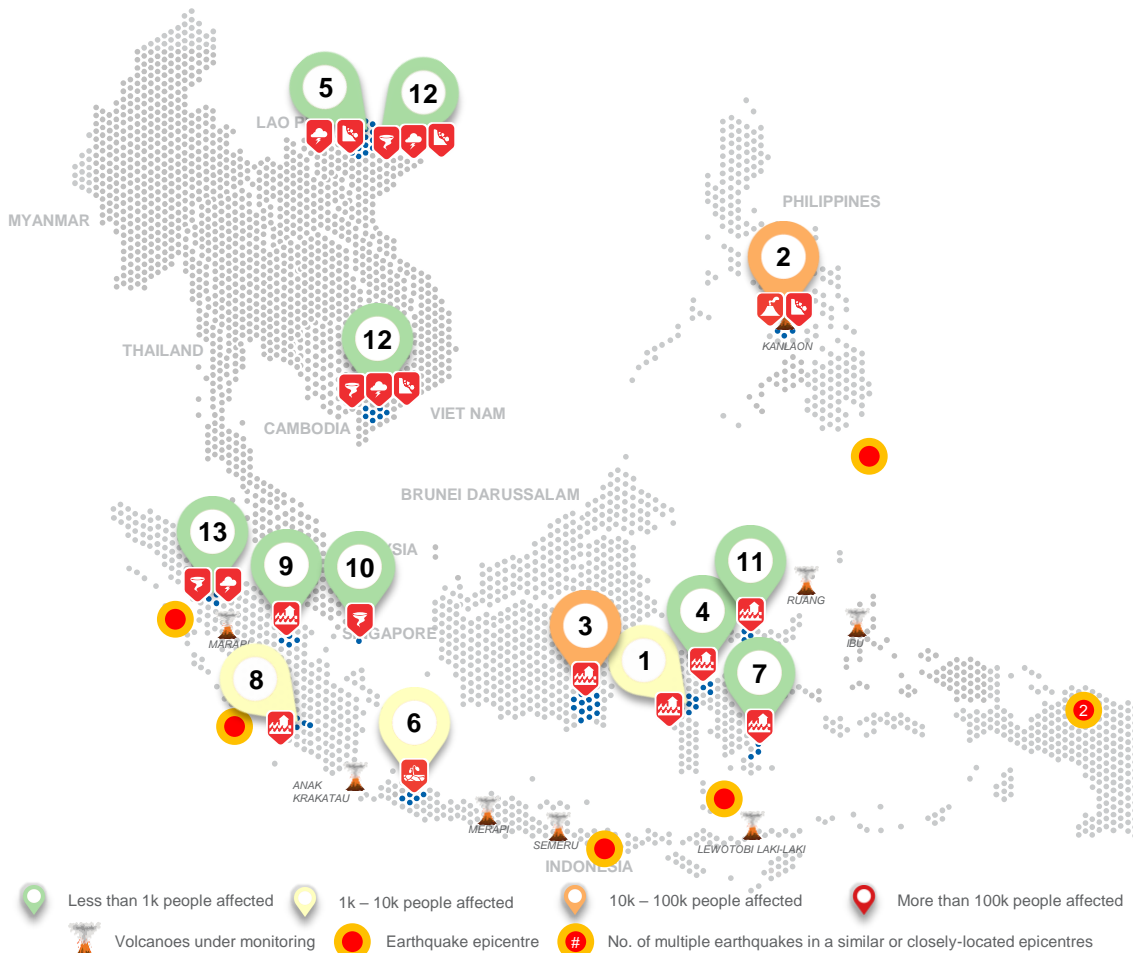 5
12
LAO P
MYANMAR
PHILIPPINES
2
KANLAON
THAILAND
12
VIET NAM
CAMBODIA
BRUNEI DARUSSALAM
13
9
10
YSIA
11
RUANG
MARAPI
SINGAPORE
3
1
4
7
IBU
8
6
2
ANAK
KRAKATAU
MERAPI
SEMERU
LEWOTOBI LAKI-LAKI
INDONESIA
Less than 1k people affected
1k – 10k people affected
10k – 100k people affected
More than 100k people affected
Volcanoes under monitoring
Earthquake epicentre
# No. of multiple earthquakes in a similar or closely-located epicentres